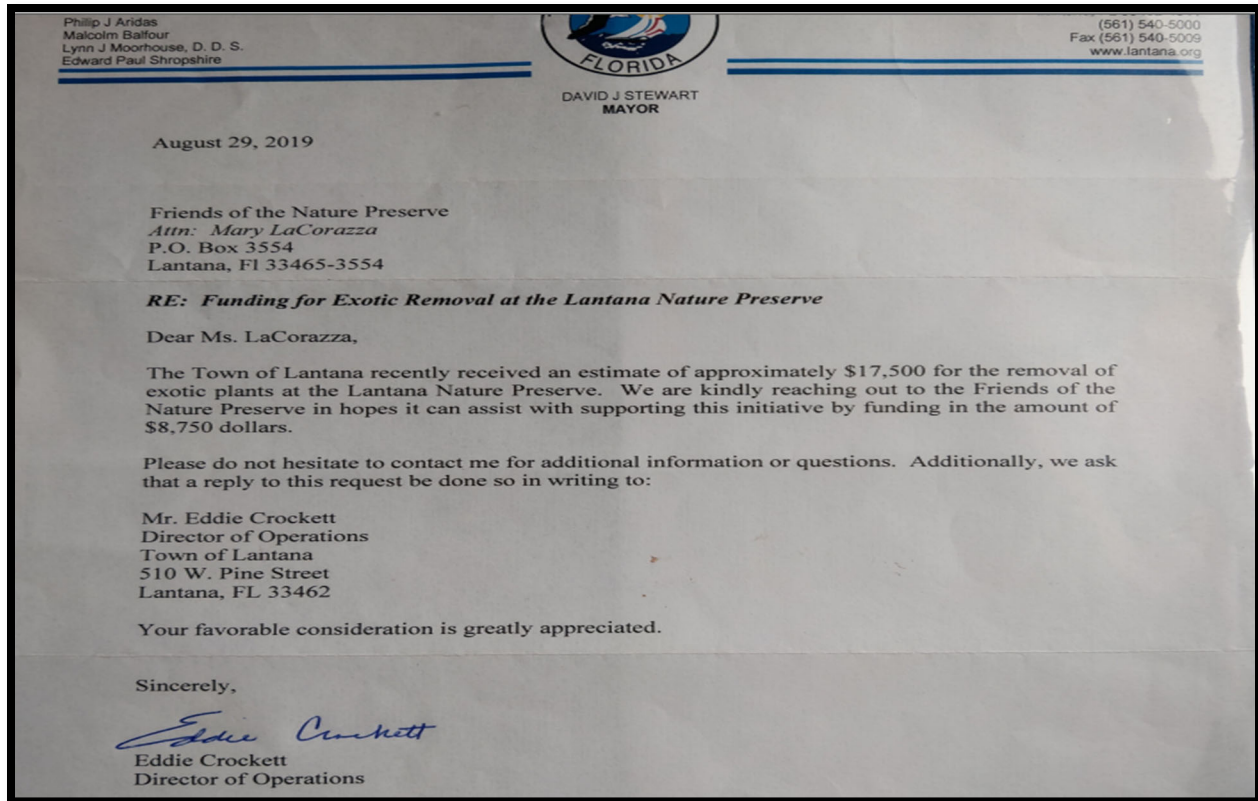 Philip J Aridas
Malcolm Balfour
Lynn J Moorhouse, D. D. S.
Edward Paul Shropshire
(561) 540-5000
Fax (561) 540-5009
www.lantana.org
FLORIDA
DAVID J STEWART
MAYOR
August 29, 2019
Friends of the Nature Preserve
Attn: Mary LaCorazza
P.O. Box 3554
Lantana, Fl 33465-3554
RE: Funding for Exotic Removal at the Lantana Nature Preserve
Dear Ms. LaCorazza,
The Town of Lantana recently received an estimate of approximately $17,500 for the removal of
exotic plants at the Lantana Nature Preserve. We are kindly reaching out to the Friends of the
Nature Preserve in hopes it can assist with supporting this initiative by funding in the amount of
$8,750 dollars.
Please do not hesitate to contact me for additional information or questions. Additionally, we ask
that a reply to this request be done so in writing to:
Mr. Eddie Crockett
Director of Operations
Town of Lantana
510 W. Pine Street
Lantana, FL 33462
Your favorable consideration is greatly appreciated.
Sincerely,
Eddie Crockett
Eddie Crockett
Director of Operations